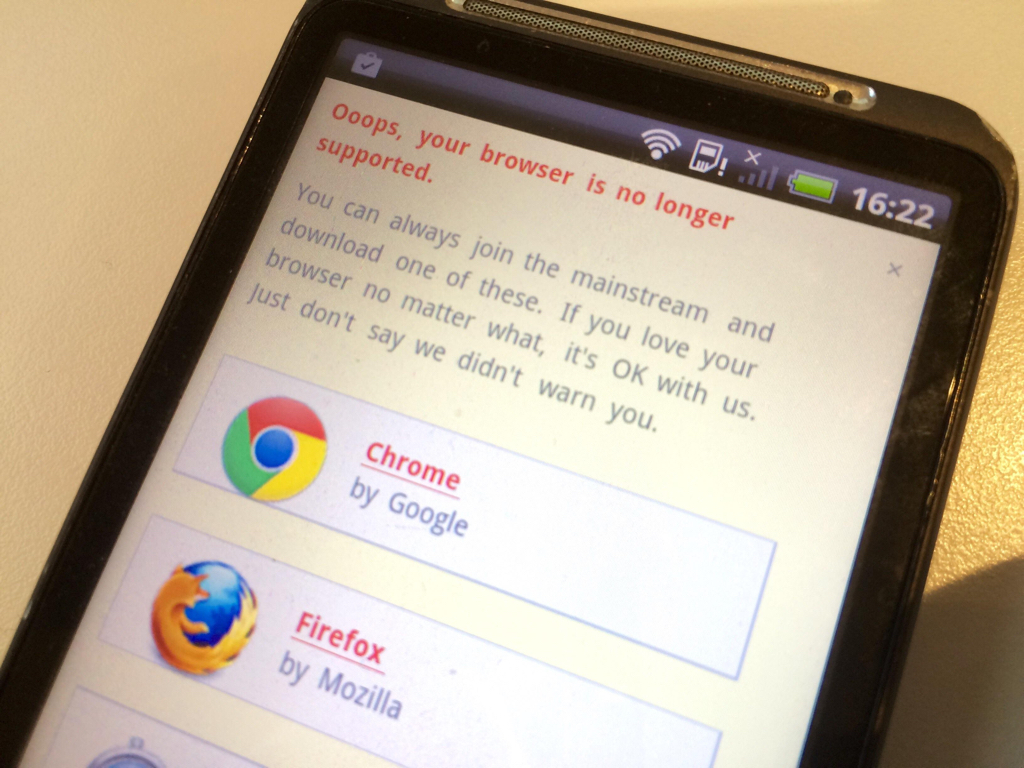 16:22
Ooops, your browser is no longer
supported.
You can always join the mainstream and
download one of these. If you love your
browser no matter what, it's OK with us.
Just don't say we didn't warn you.
Chrome
by Google
Firefox
by Mozilla